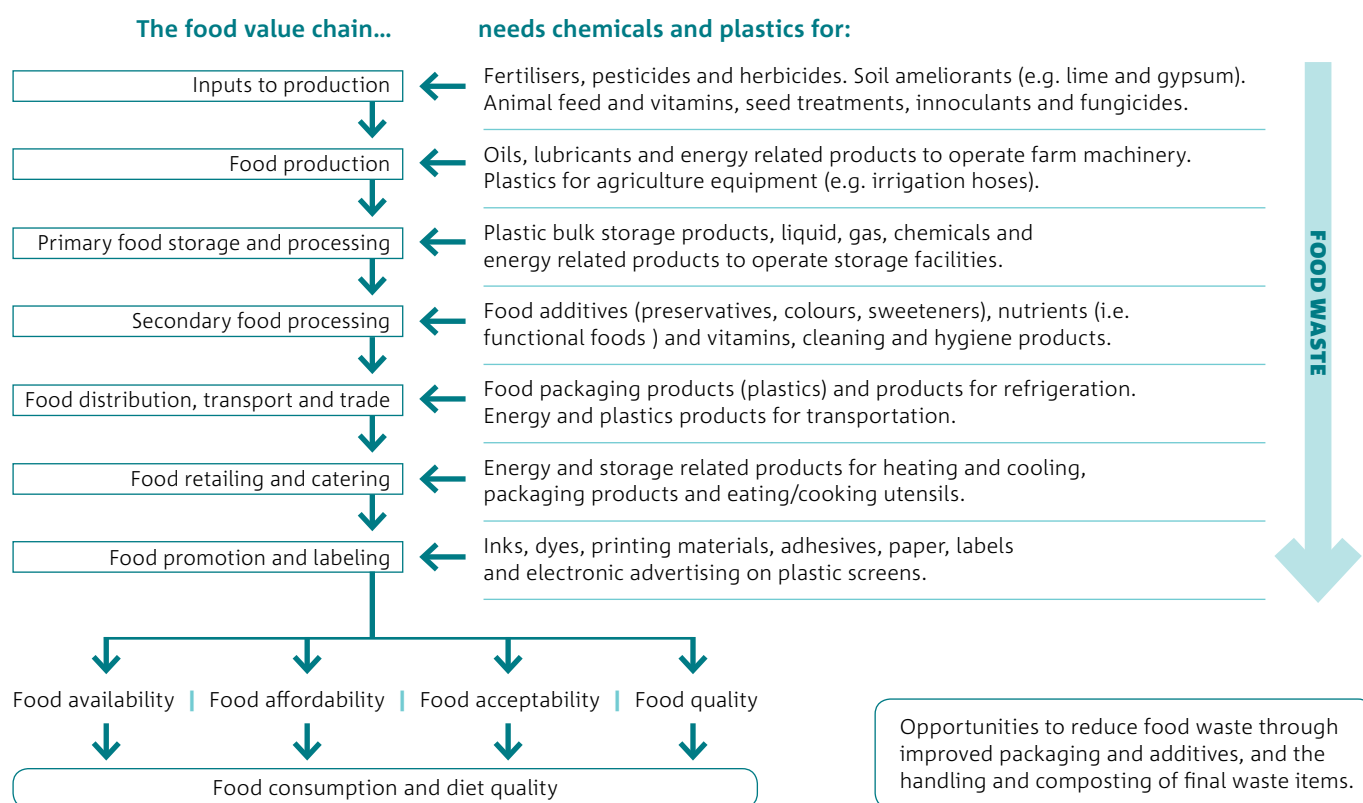 The food value chain...
needs chemicals and plastics for:
Inputs to production
Fertilisers, pesticides and herbicides. Soil ameliorants (e.g. lime and gypsum).
Animal feed and vitamins, seed treatments, innoculants and fungicides.
Food production
Oils, lubricants and energy related products to operate farm machinery.
Plastics for agriculture equipment (e.g. irrigation hoses).
Primary food storage and processing
Plastic bulk storage products, liquid, gas, chemicals and
energy related products to operate storage facilities.
Secondary food processing
Food additives (preservatives, colours, sweeteners), nutrients (i.e.
functional foods ) and vitamins, cleaning and hygiene products.
Food distribution, transport and trade
Food packaging products (plastics) and products for refrigeration.
Energy and plastics products for transportation.
Food retailing and catering
Energy and storage related products for heating and cooling,
packaging products and eating/cooking utensils.
Food promotion and labeling
Inks, dyes, printing materials, adhesives, paper, labels
and electronic advertising on plastic screens.
FOOD WASTE
Food availability | Food affordability | Food acceptability | Food quality
Food consumption and diet quality
Opportunities to reduce food waste through
improved packaging and additives, and the
handling and composting of final waste items.